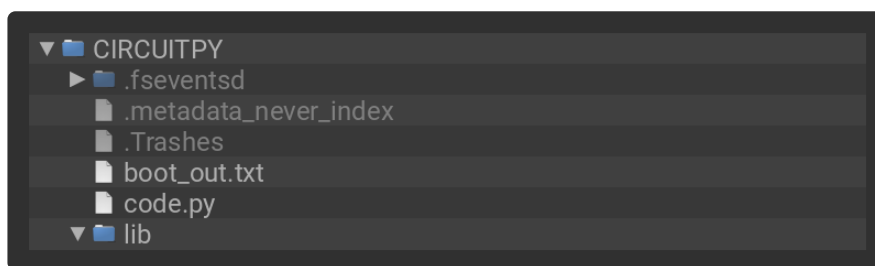 CIRCUITPY
.fseventsd
.metadata_never_index
.Trashes
boot_out.txt
code.py
lib